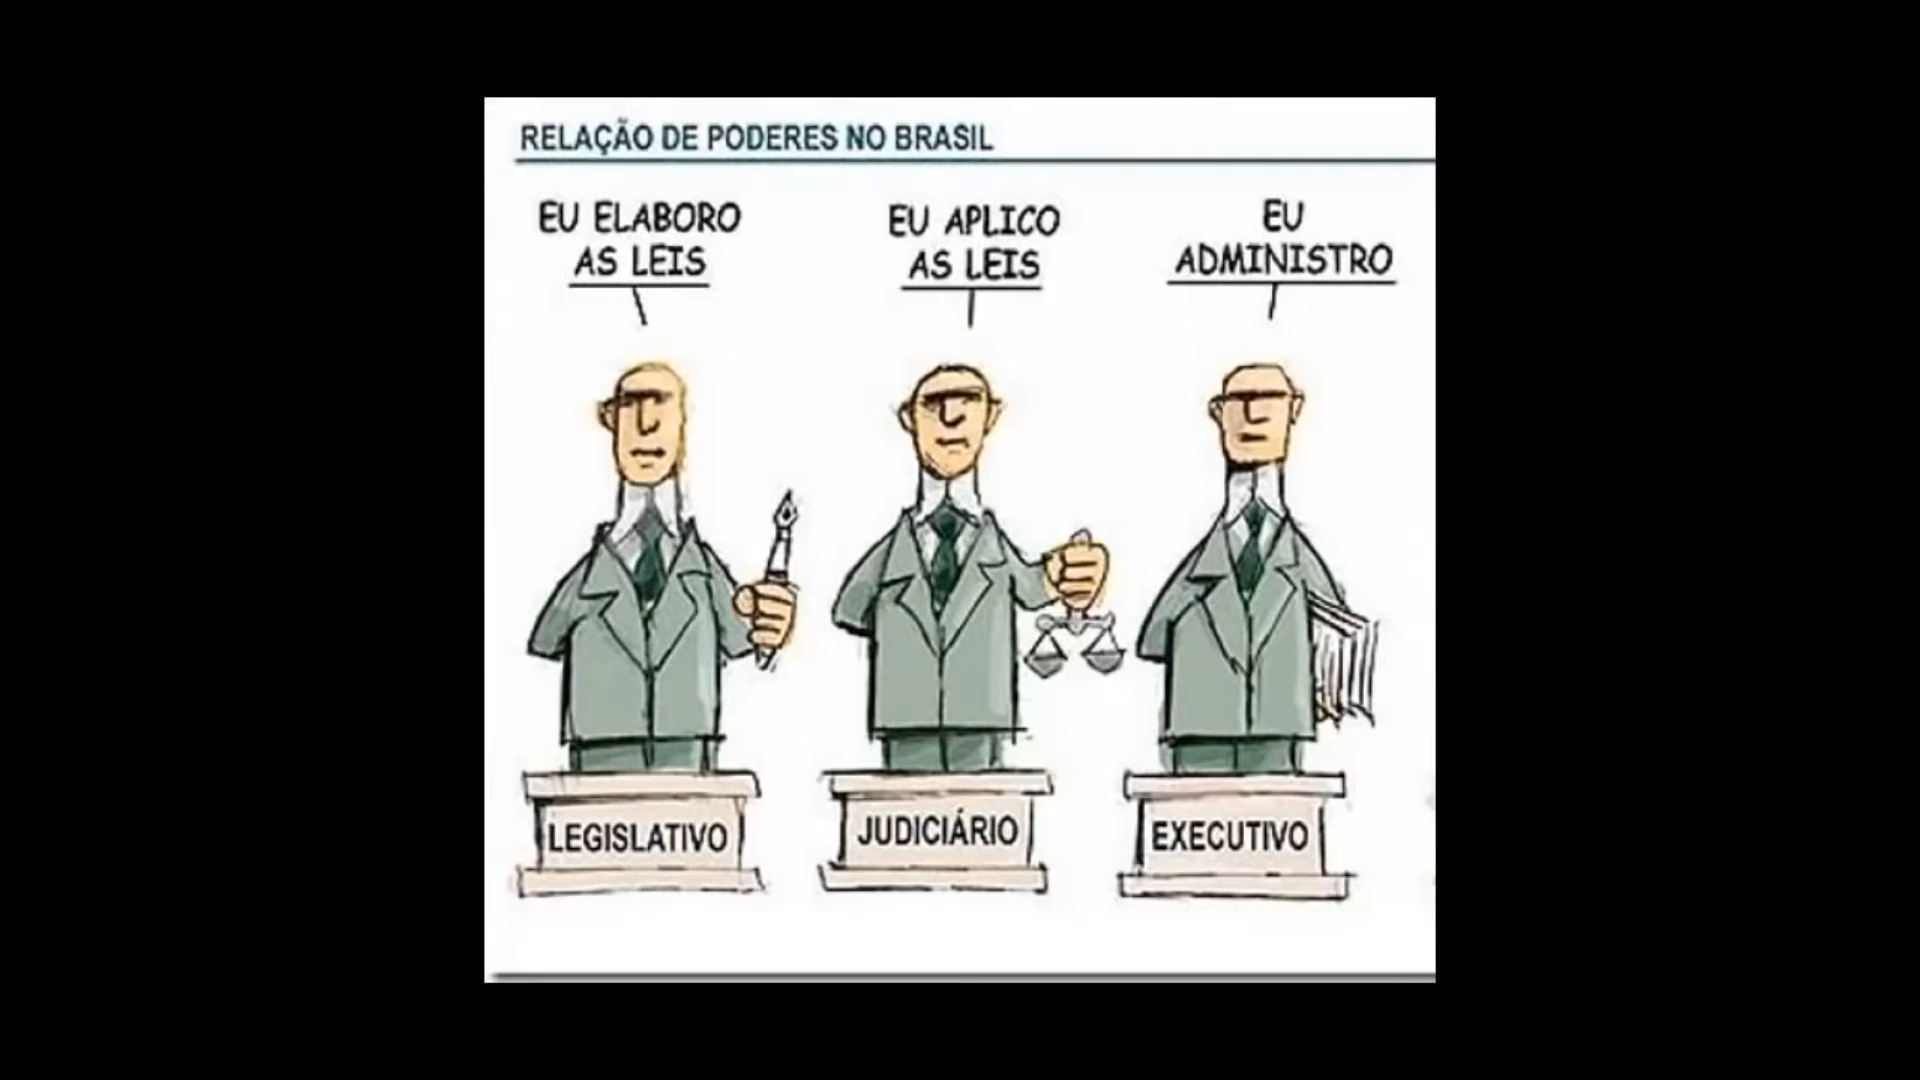 RELAÇÃO DE PODERES NO BRASIL
EU ELABORO
AS LEIS
EU APLICO
AS LEIS
EU
ADMINISTRO
LEGISLATIVO
JUDICIÁRIO
EXECUTIVO